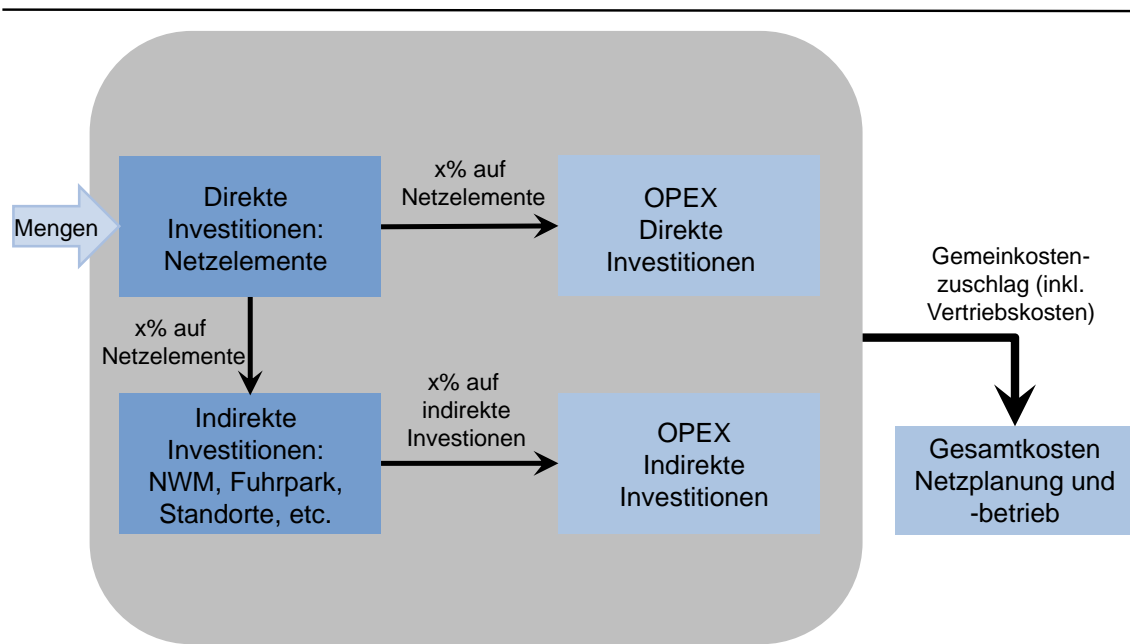 Mengen
Direkte
Investitionen:
Netzelemente
x% auf
Netzelemente
OPEX
Direkte
Investitionen
x% auf
Netzelemente
Indirekte
Investitionen:
NWM, Fuhrpark,
Standorte, etc.
x% auf
indirekte
Investionen
OPEX
Indirekte
Investitionen
Gemeinkosten-
zuschlag (inkl.
Vertriebskosten)
Gesamtkosten
Netzplanung und
-betrieb